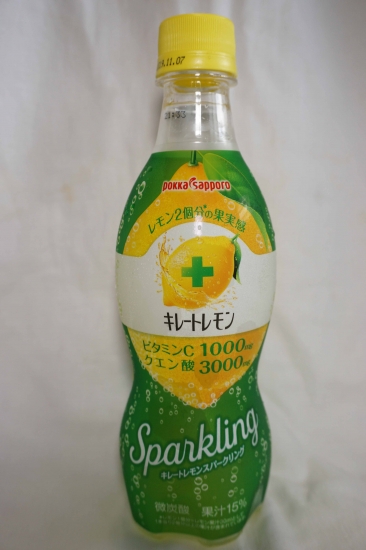 pokka sapporo
レモン2個分*の果実感
キレートレモン
ビタミンC 1000mg
クエン酸 3000mg
Sparkling
キレートレモンスパークリング
微炭酸 果汁15%